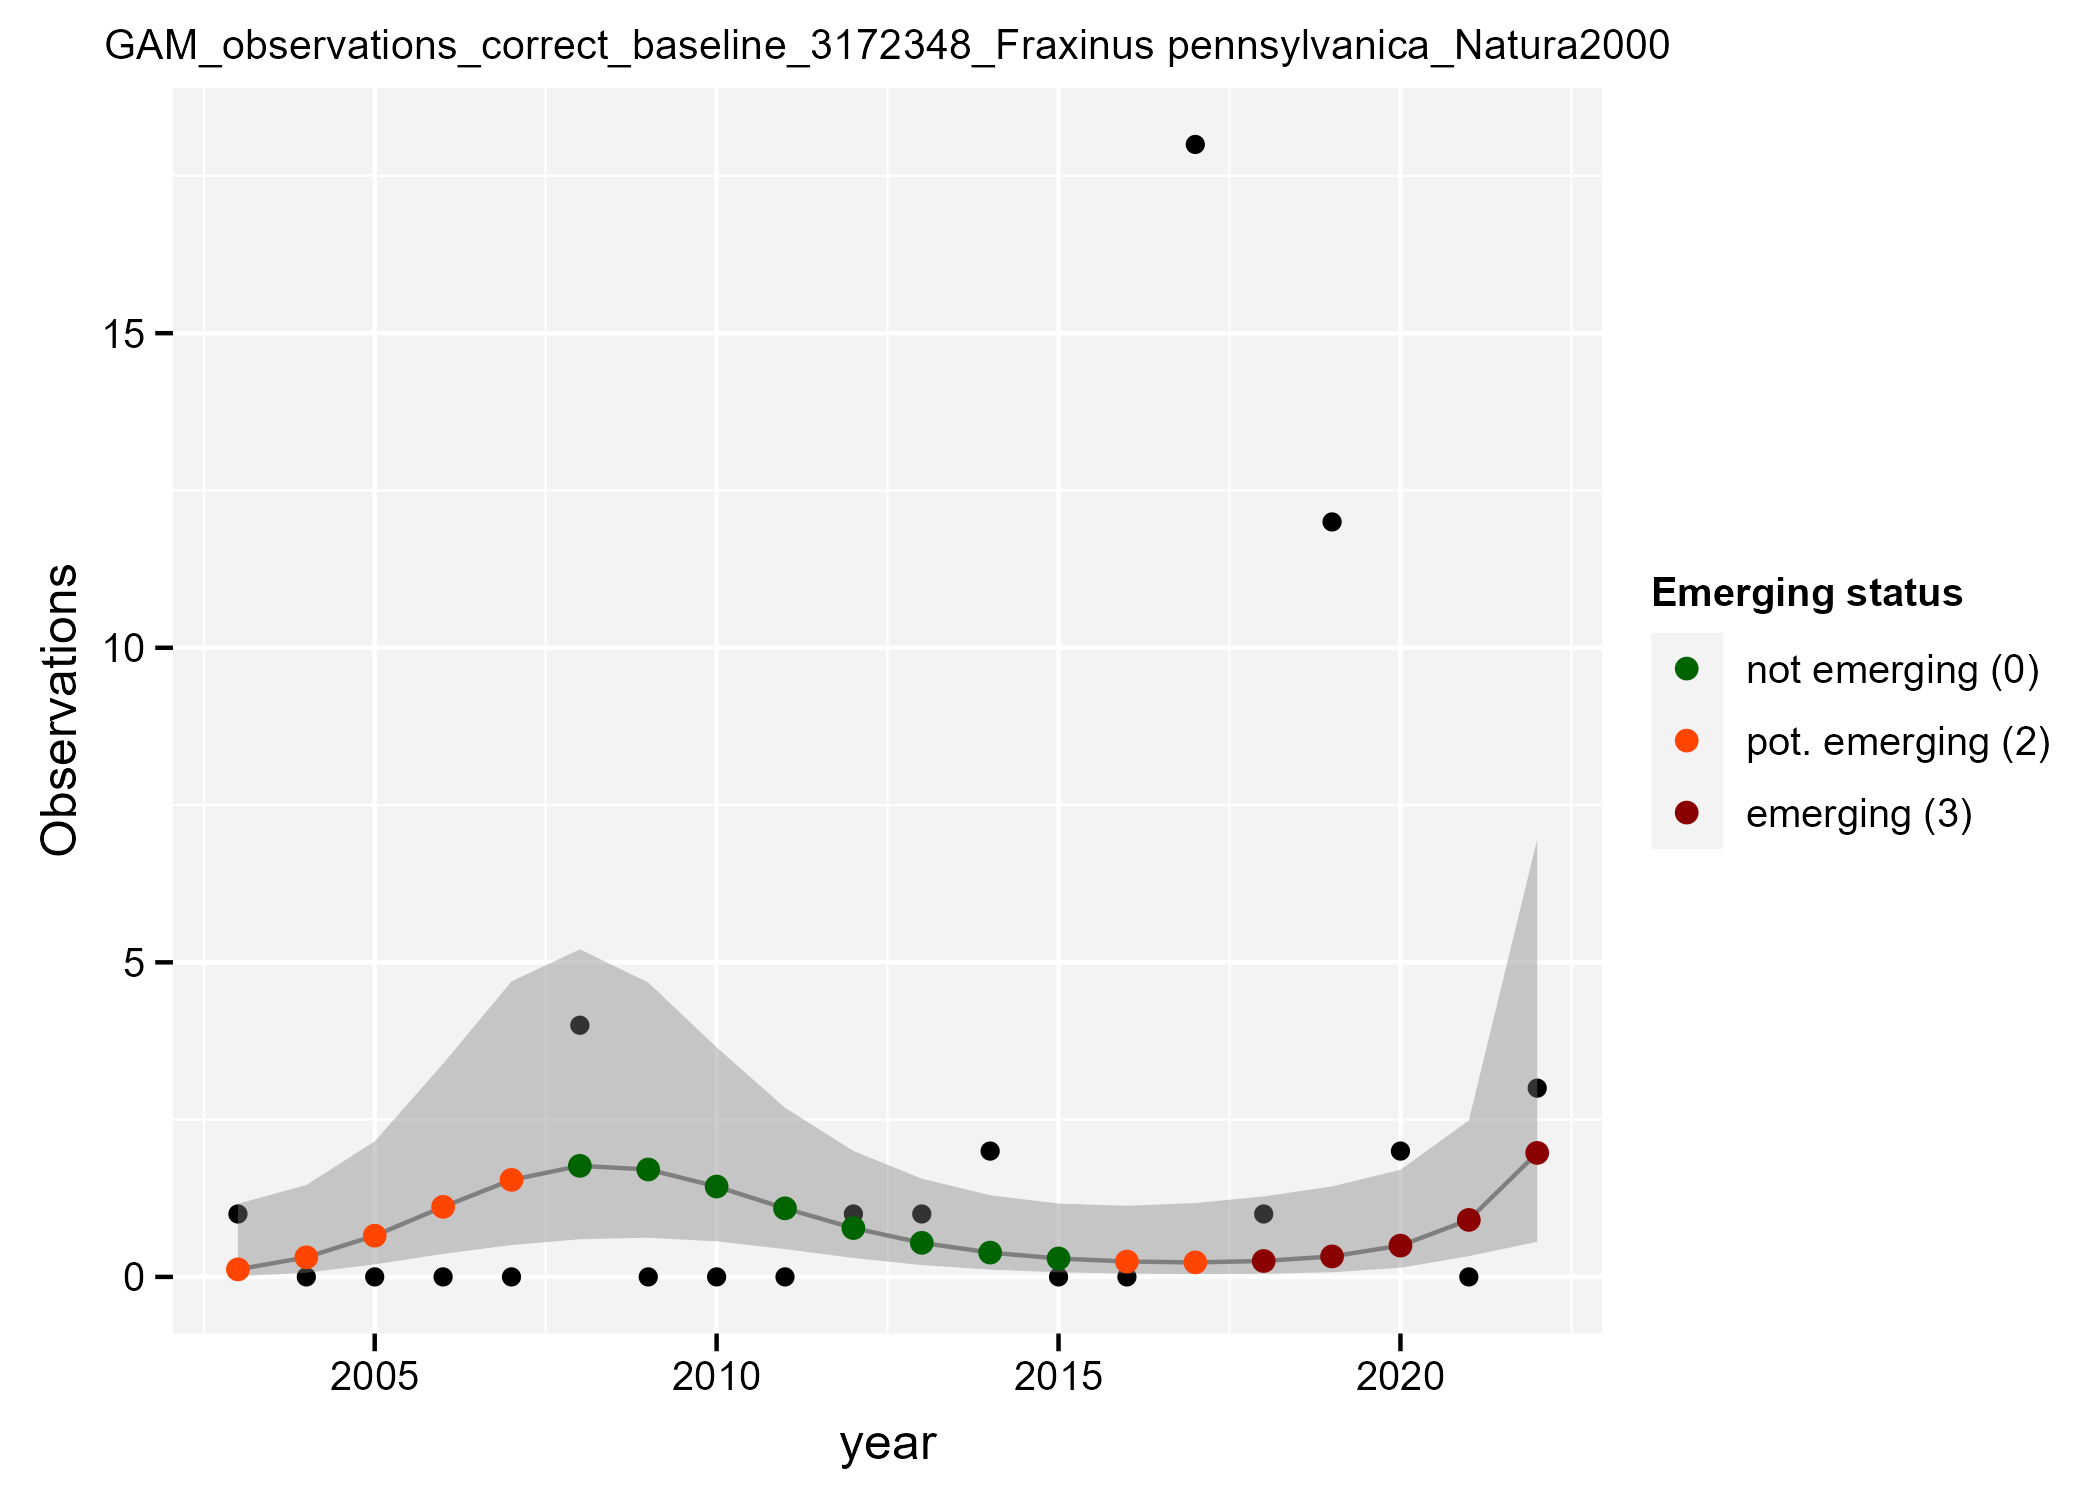 GAM_observations_correct_baseline_3172348_Fraxinus pennsylvanica_Natura2000
15
10
5
0
Observations
2005
2010
2015
2020
year
Emerging status
not emerging (0)
pot. emerging (2)
emerging (3)